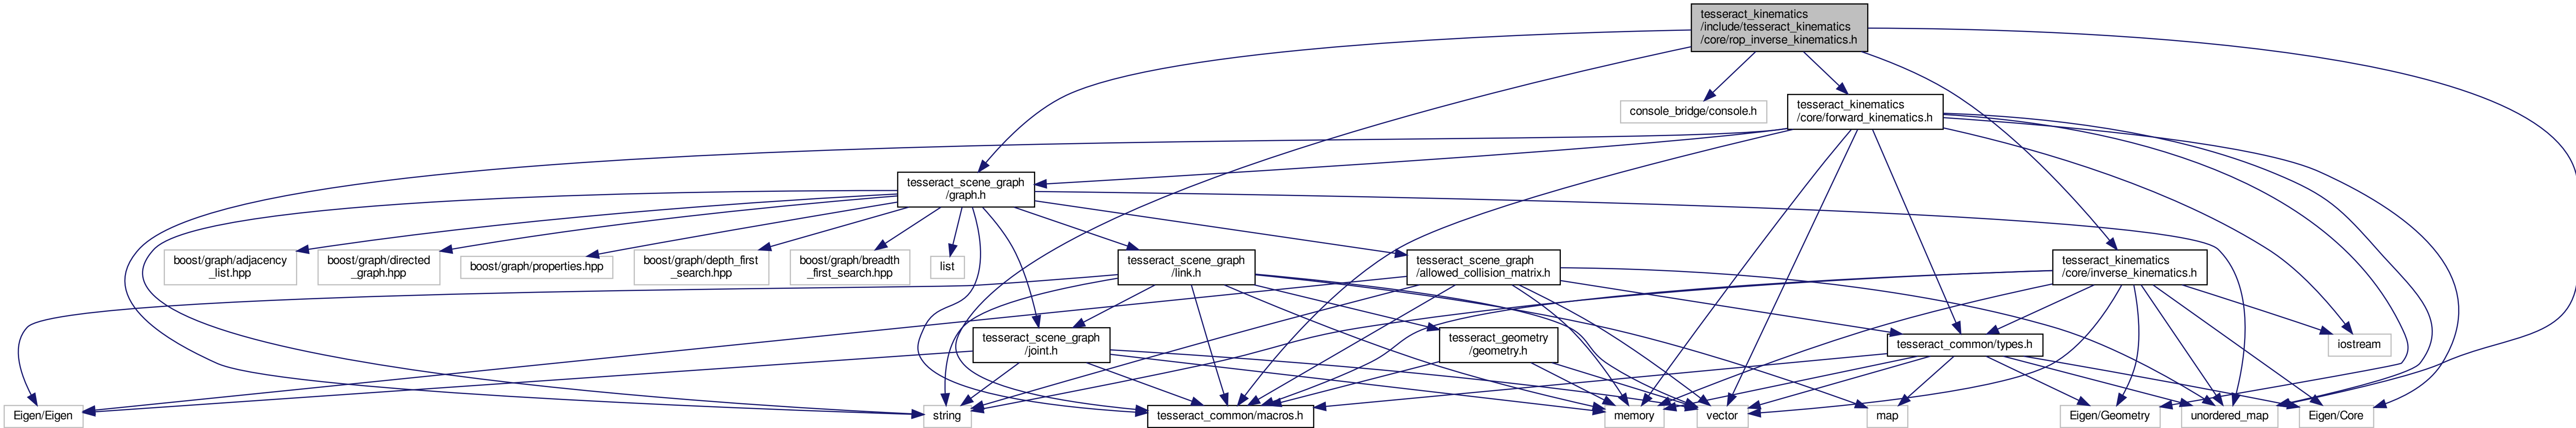 tesseract_kinematics
/include/tesseract_kinematics
/core/rop_inverse_kinematics.h
console_bridge/console.h
tesseract_kinematics
/core/forward_kinematics.h
tesseract_scene_graph
/graph.h
boost/graph/adjacency
_list.hpp
boost/graph/directed
_graph.hpp
boost/graph/properties.hpp
boost/graph/depth_first
_search.hpp
boost/graph/breadth
_first_search.hpp
list
tesseract_scene_graph
/link.h
tesseract_scene_graph
/allowed_collision_matrix.h
tesseract_kinematics
/core/inverse_kinematics.h
tesseract_scene_graph
/joint.h
tesseract_geometry
/geometry.h
tesseract_common/types.h
iostream
Eigen/Eigen
string
tesseract_common/macros.h
memory
vector
map
Eigen/Geometry
unordered_map
Eigen/Core